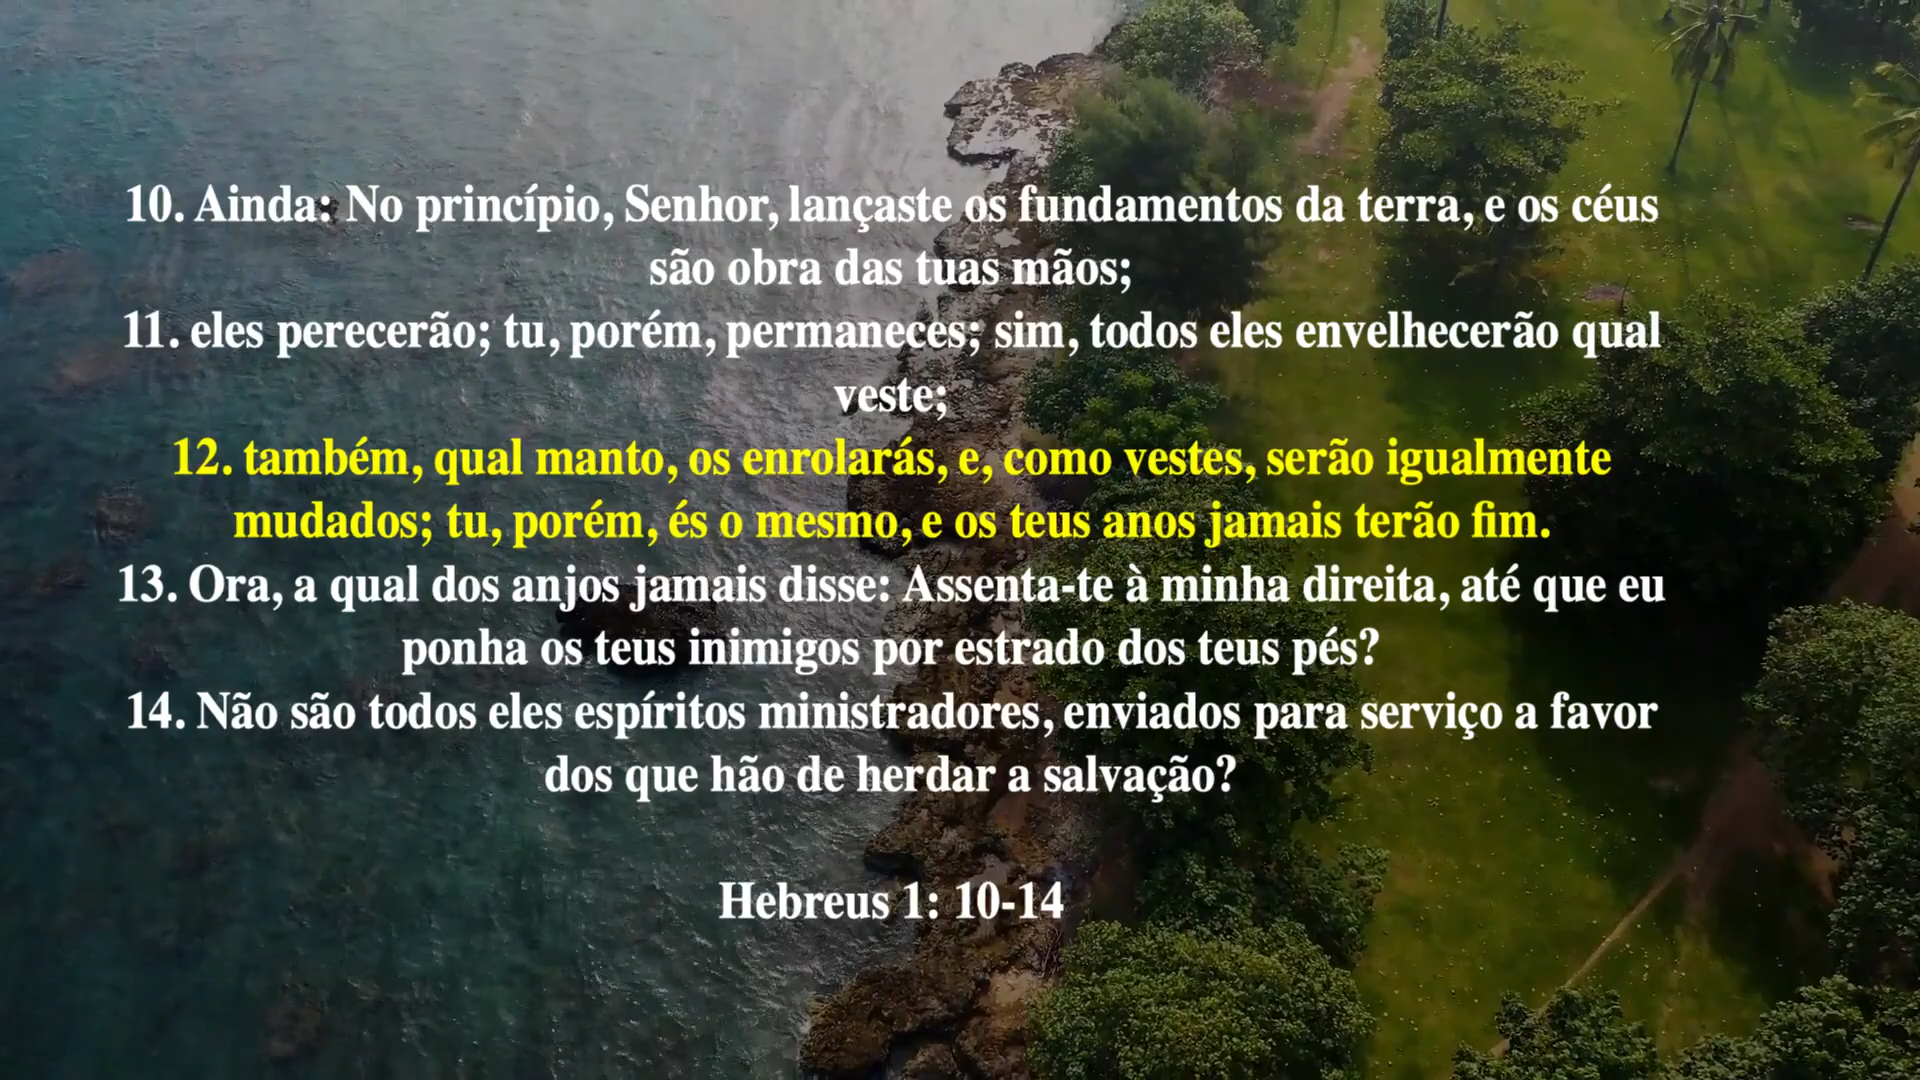 10. Ainda: No princípio, Senhor, lançaste os fundamentos da terra, e os céus
são obra das tuas mãos;
11. eles perecerão; tu, porém, permaneces; sim, todos eles envelhecerão qual
veste;
12. também, qual manto, os enrolarás, e, como vestes, serão igualmente
mudados; tu, porém, és o mesmo, e os teus anos jamais terão fim.
13. Ora, a qual dos anjos jamais disse: Assenta-te à minha direita, até que eu
ponha os teus inimigos por estrado dos teus pés?
14. Não são todos eles espíritos ministradores, enviados para serviço a favor
dos que hão de herdar a salvação?
Hebreus 1: 10-14